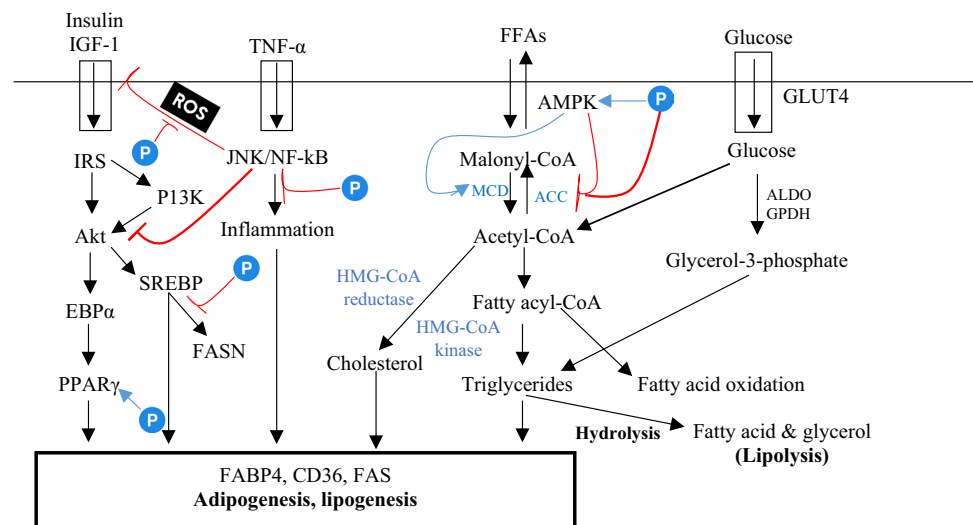 Insulin
IGF-1
TNF-α
FFAs
Glucose
ROS
AMPK
P
GLUT4
P
IRS
JNK/NF-kB
Malonyl-CoA
Glucose
P13K
P
MCD
ACC
ALDO
GPDH
Akt
Inflammation
Acetyl-CoA
Glycerol-3-phosphate
SREBP
P
HMG-CoA
reductase
EBPα
Fatty acyl-CoA
FASN
HMG-CoA
kinase
Cholesterol
PPARγ
Triglycerides
Fatty acid oxidation
P
Hydrolysis
Fatty acid & glycerol
(Lipolysis)
FABP4, CD36, FAS
Adipogenesis, lipogenesis